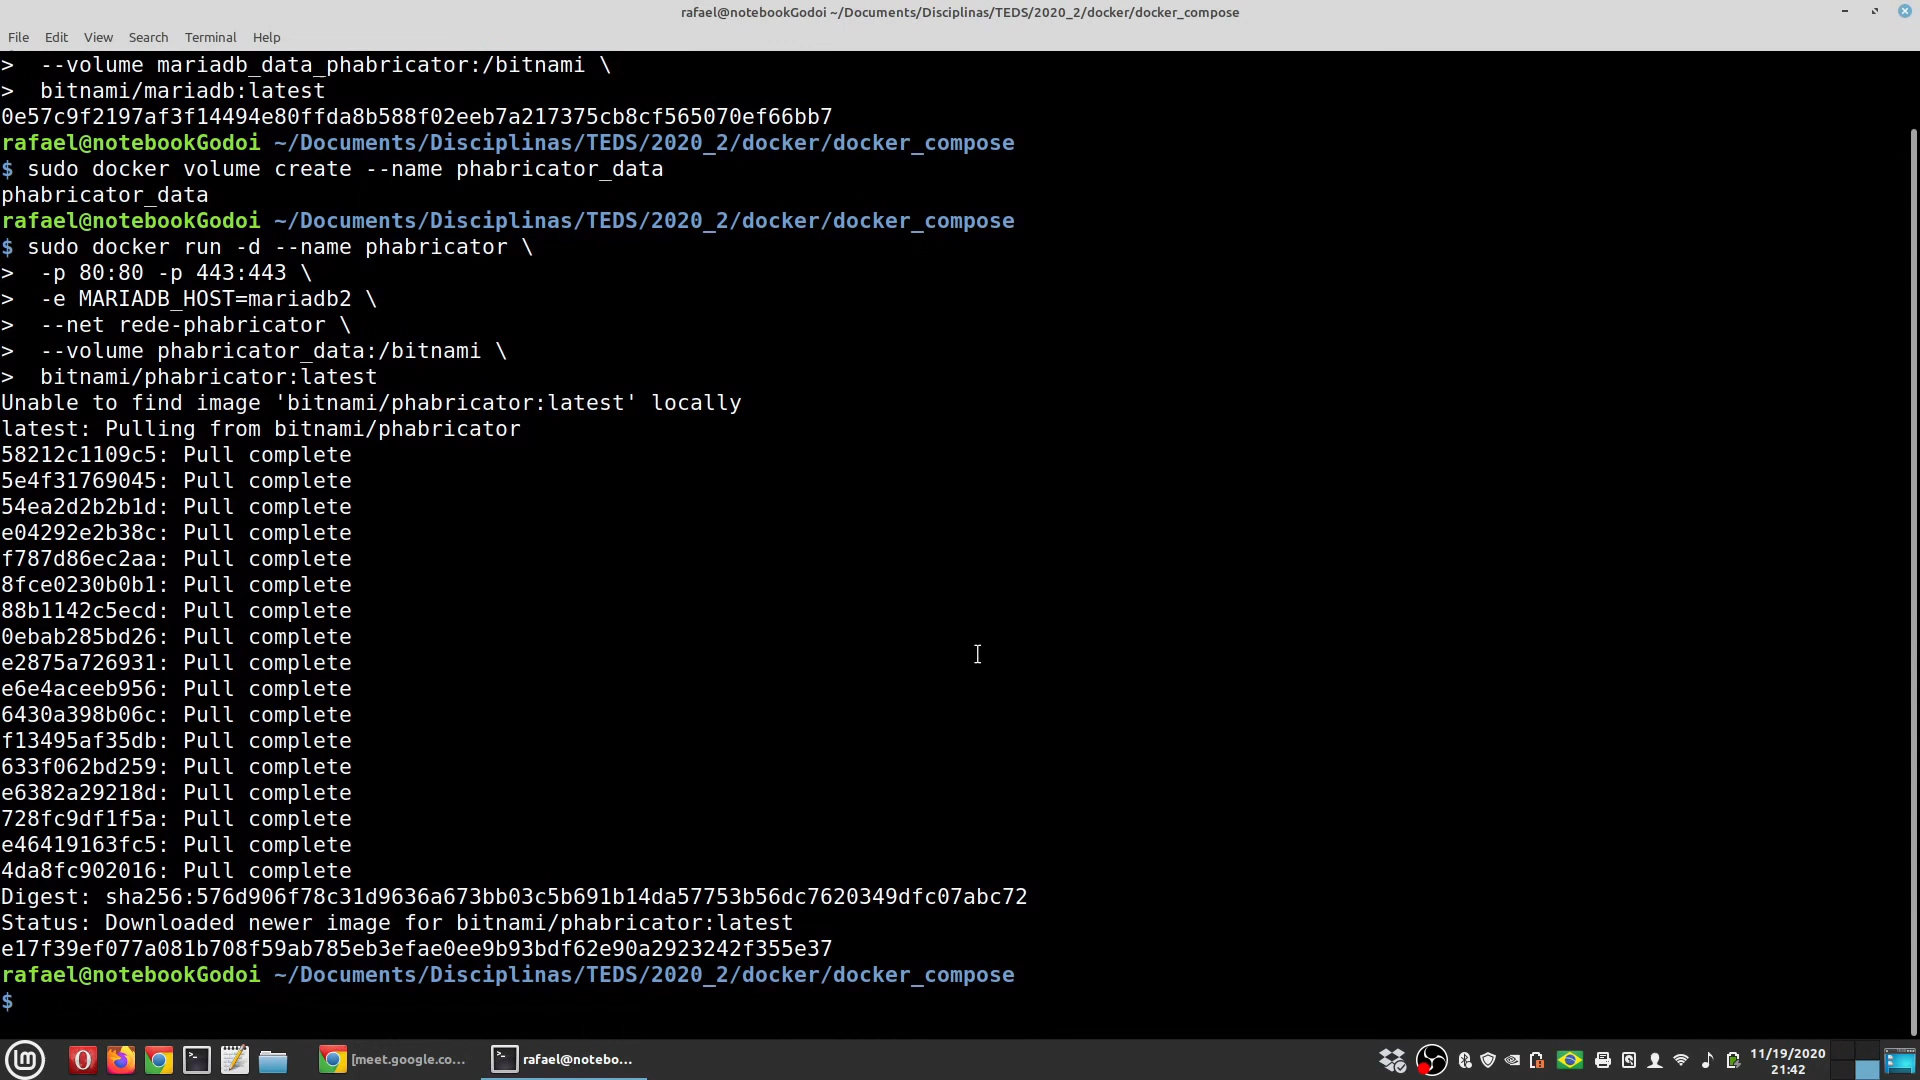 rafael@notebookGodoi ~/Documents/Disciplinas/TEDS/2020_2/docker/docker_compose
File Edit View Search Terminal Help
>  --volume mariadb_data_phabricator:/bitnami \
>  bitnami/mariadb:latest
0e57c9f2197af3f14494e80ffda8b588f02eeb7a217375cb8cf565070ef66bb7
rafael@notebookGodoi ~/Documents/Disciplinas/TEDS/2020_2/docker/docker_compose
$ sudo docker volume create --name phabricator_data
phabricator_data
rafael@notebookGodoi ~/Documents/Disciplinas/TEDS/2020_2/docker/docker_compose
$ sudo docker run -d --name phabricator \
>  -p 80:80 -p 443:443 \
>  -e MARIADB_HOST=mariadb2 \
>  --net rede-phabricator \
>  --volume phabricator_data:/bitnami \
>  bitnami/phabricator:latest
Unable to find image 'bitnami/phabricator:latest' locally
latest: Pulling from bitnami/phabricator
58212c1109c5: Pull complete
5e4f31769045: Pull complete
54ea2d2b2b1d: Pull complete
e04292e2b38c: Pull complete
f787d86ec2aa: Pull complete
8fce0230b0b1: Pull complete
88b1142c5ecd: Pull complete
0ebab285bd26: Pull complete
e2875a726931: Pull complete
e6e4aceeb956: Pull complete
6430a398b06c: Pull complete
f13495af35db: Pull complete
633f062bd259: Pull complete
e6382a29218d: Pull complete
728fc9df1f5a: Pull complete
e46419163fc5: Pull complete
4da8fc902016: Pull complete
Digest: sha256:576d906f78c31d9636a673bb03c5b691b14da57753b56dc7620349dfc07abc72
Status: Downloaded newer image for bitnami/phabricator:latest
e17f39ef077a081b708f59ab785eb3efae0ee9b93bdf62e90a2923242f355e37
rafael@notebookGodoi ~/Documents/Disciplinas/TEDS/2020_2/docker/docker_compose
$
[meet.google.co... rafael@notebo... 11/19/2020
21:42